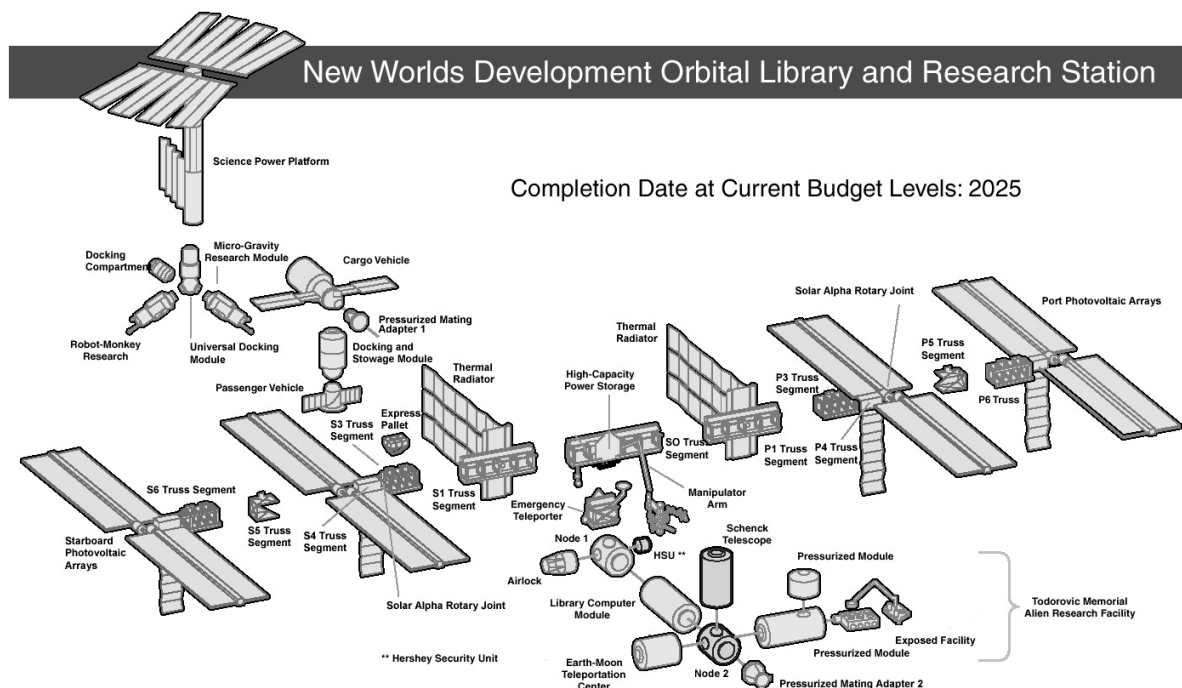 New Worlds Development Orbital Library and Research Station
Science Power Platform
Completion Date at Current Budget Levels: 2025
Docking
Compartment
Micro-Gravity
Research Module
Cargo Vehicle
Solar Alpha Rotary Joint
Port Photovoltaic Arrays
Pressurized Mating
Adapter 1
Robot-Monkey
Research
Universal Docking
Module
Docking and
Stowage Module
Thermal
Radiator
Thermal
Radiator
P5 Truss
Segment
High-Capacity
Power Storage
P3 Truss
Segment
Passenger Vehicle
P6 Truss
Express
Pallet
S3 Truss
Segment
SO Truss
Segment
P1 Truss
Segment
P4 Truss
Segment
S6 Truss Segment
S1 Truss
Segment
Manipulator
Arm
Emergency
Teleporter
S5 Truss
Segment
S4 Truss
Segment
Starboard
Photovoltaic
Arrays
Node 1
Schenck
Telescope
HSU **
Pressurized Module
Airlock
Solar Alpha Rotary Joint
Library Computer
Module
Todorovic Memorial
Alien Research Facility
Exposed Facility
Pressurized Module
** Hershey Security Unit
Earth-Moon
Teleportation
Center
Node 2
Pressurized Mating Adapter 2